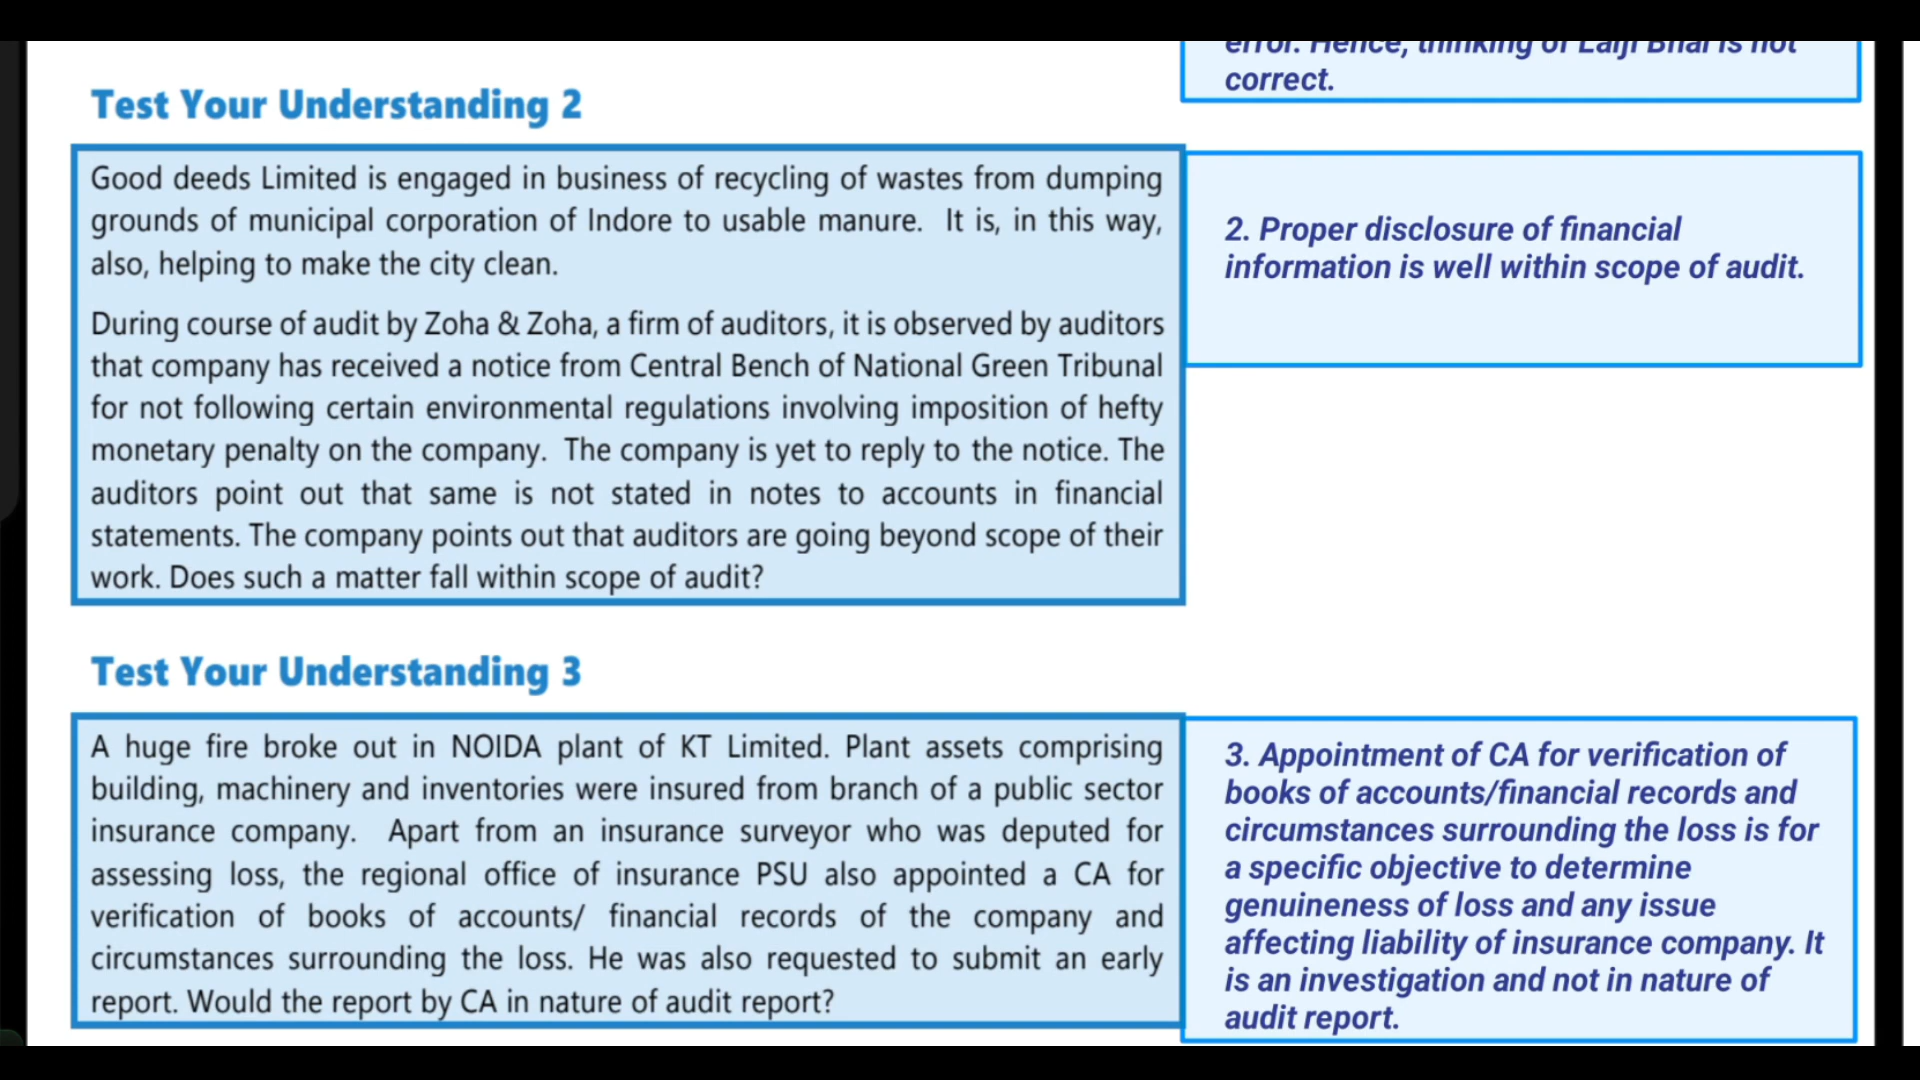 error. Hence, thinking of Lalji Bhai is not
correct.
Test Your Understanding 2
Good deeds Limited is engaged in business of recycling of wastes from dumping
grounds of municipal corporation of Indore to usable manure. It is, in this way,
also, helping to make the city clean.
During course of audit by Zoha & Zoha, a firm of auditors, it is observed by auditors
that company has received a notice from Central Bench of National Green Tribunal
for not following certain environmental regulations involving imposition of hefty
monetary penalty on the company. The company is yet to reply to the notice. The
auditors point out that same is not stated in notes to accounts in financial
statements. The company points out that auditors are going beyond scope of their
work. Does such a matter fall within scope of audit?
2. Proper disclosure of financial
information is well within scope of audit.
Test Your Understanding 3
A huge fire broke out in NOIDA plant of KT Limited. Plant assets comprising
building, machinery and inventories were insured from branch of a public sector
insurance company. Apart from an insurance surveyor who was deputed for
assessing loss, the regional office of insurance PSU also appointed a CA for
verification of books of accounts/ financial records of the company and
circumstances surrounding the loss. He was also requested to submit an early
report. Would the report by CA in nature of audit report?
3. Appointment of CA for verification of
books of accounts/financial records and
circumstances surrounding the loss is for
a specific objective to determine
genuineness of loss and any issue
affecting liability of insurance company. It
is an investigation and not in nature of
audit report.